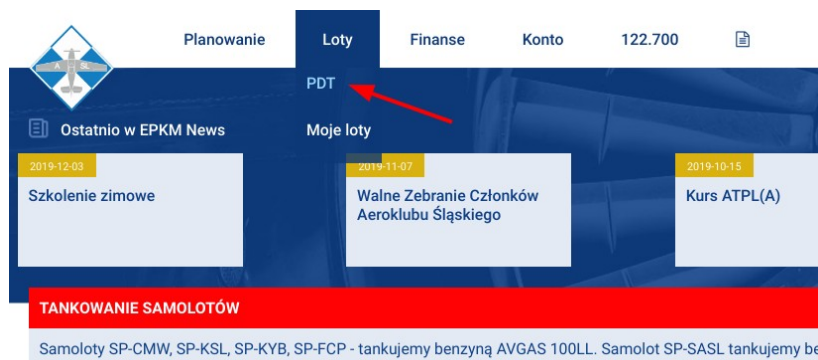 Planowanie Loty Finanse Konto 122.700
A SL
PDT
Ostatnio w EPKM News
Moje loty
2019-12-03 2019-11-07 2019-10-15
Szkolenie zimowe Walne Zebranie Członków Kurs ATPL(A)
Aeroklubu Śląskiego
TANKOWANIE SAMOLOTÓW
Samoloty SP-CMW, SP-KSL, SP-KYB, SP-FCP - tankujemy benzyną AVGAS 100LL. Samolot SP-SASL tankujemy be